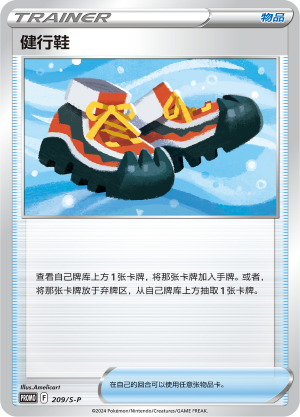 TRAINER 物品
健行鞋
查看自己牌库上方1张卡牌，将那张卡牌加入手牌。或者，
将那张卡牌放于弃牌区，从自己牌库上方抽取1张卡牌。
Illus.Amelicart
PROMO F 209/S-P
在自己的回合可以使用任意张物品卡。
©2024 Pokémon/Nintendo/Creatures/GAME FREAK.